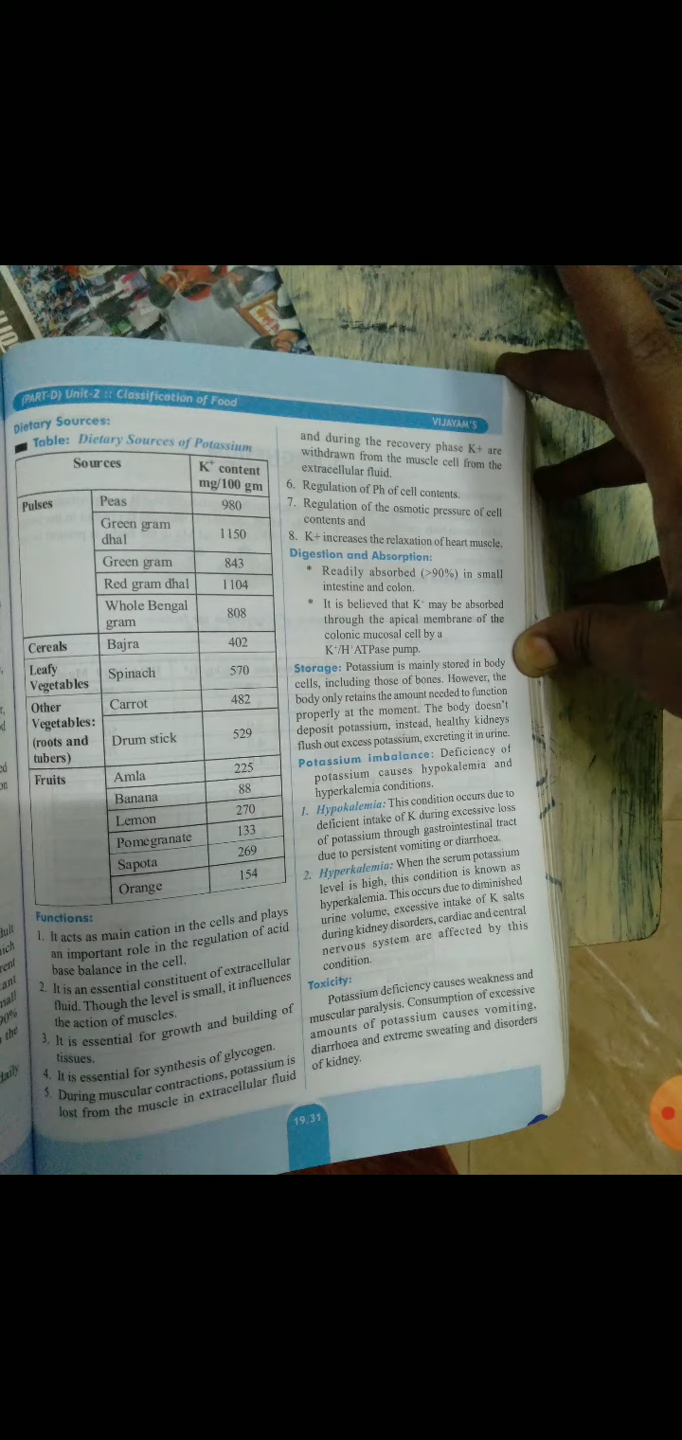 (PART-D) Unit-2 :: Classification of Food
VIJAYAM'S
Dietary Sources:
Table: Dietary Sources of Potassium
Sources K+ content mg/100 gm
Pulses Peas 980
Green gram dhal 1150
Green gram 843
Red gram dhal 1104
Whole Bengal gram 808
Cereals Bajra 402
Leafy Vegetables Spinach 570
Other Vegetables: (roots and tubers) Carrot 482
Drum stick 529
Fruits Amla 225
Banana 88
Lemon 270
Pomegranate 133
Sapota 269
Orange 154
Functions:
1. It acts as main cation in the cells and plays
an important role in the regulation of acid
base balance in the cell.
2. It is an essential constituent of extracellular
fluid. Though the level is small, it influences
the action of muscles.
3. It is essential for growth and building of
tissues.
4. It is essential for synthesis of glycogen.
5. During muscular contractions, potassium is
lost from the muscle in extracellular fluid
and during the recovery phase K+ are
withdrawn from the muscle cell from the
extracellular fluid.
6. Regulation of Ph of cell contents.
7. Regulation of the osmotic pressure of cell
contents and
8. K+ increases the relaxation of heart muscle.
Digestion and Absorption:
* Readily absorbed (>90%) in small
intestine and colon.
* It is believed that K+ may be absorbed
through the apical membrane of the
colonic mucosal cell by a
K+/H+ATPase pump.
Storage: Potassium is mainly stored in body
cells, including those of bones. However, the
body only retains the amount needed to function
properly at the moment. The body doesn't
deposit potassium, instead, healthy kidneys
flush out excess potassium, excreting it in urine.
Potassium imbalance: Deficiency of
potassium causes hypokalemia and
hyperkalemia conditions.
1. Hypokalemia: This condition occurs due to
deficient intake of K during excessive loss
of potassium through gastrointestinal tract
due to persistent vomiting or diarrhoea.
2. Hyperkalemia: When the serum potassium
level is high, this condition is known as
hyperkalemia. This occurs due to diminished
urine volume, excessive intake of K salts
during kidney disorders, cardiac and central
nervous system are affected by this
condition.
Toxicity:
Potassium deficiency causes weakness and
muscular paralysis. Consumption of excessive
amounts of potassium causes vomiting,
diarrhoea and extreme sweating and disorders
of kidney.
19.31